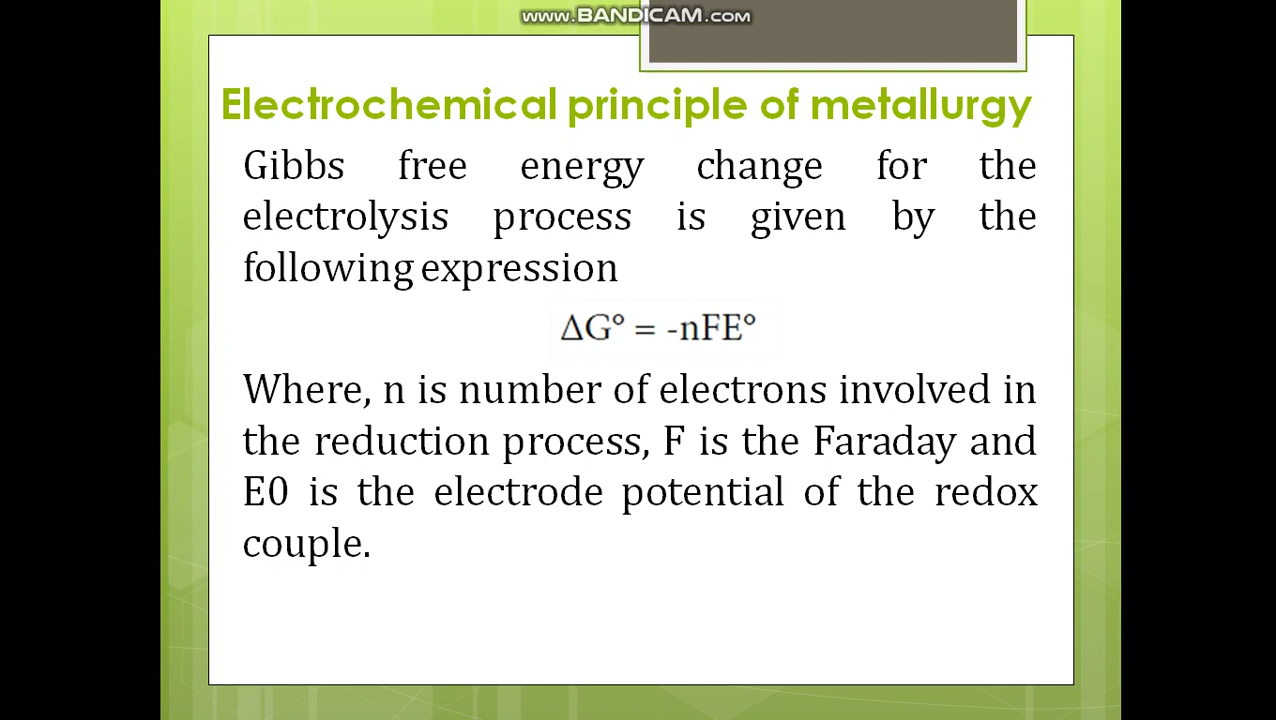 www.BANDICAM.com
Electrochemical principle of metallurgy
Gibbs free energy change for the
electrolysis process is given by the
following expression
ΔG° = -nFE°
Where, n is number of electrons involved in
the reduction process, F is the Faraday and
E0 is the electrode potential of the redox
couple.